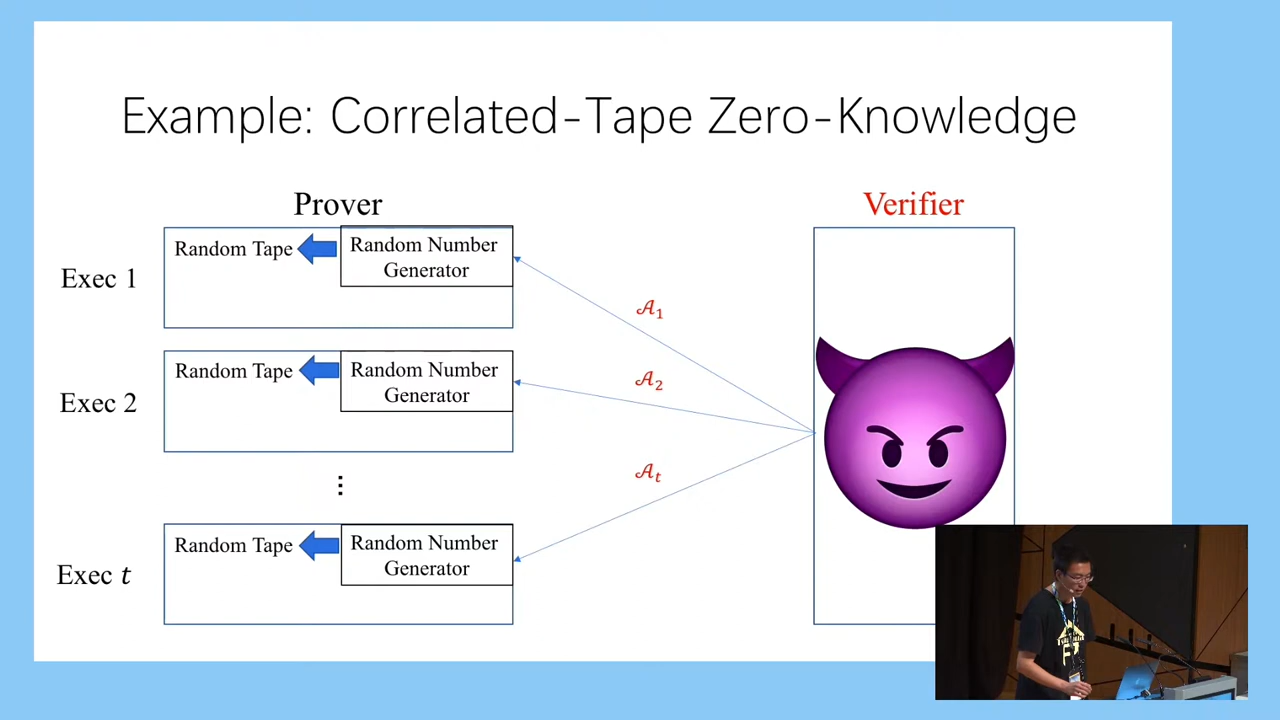 Example: Correlated-Tape Zero-Knowledge
Prover
Verifier
Exec 1
Random Tape
Random Number
Generator
𝒜₁
Exec 2
Random Tape
Random Number
Generator
𝒜₂
⋮
𝒜ₜ
Exec t
Random Tape
Random Number
Generator